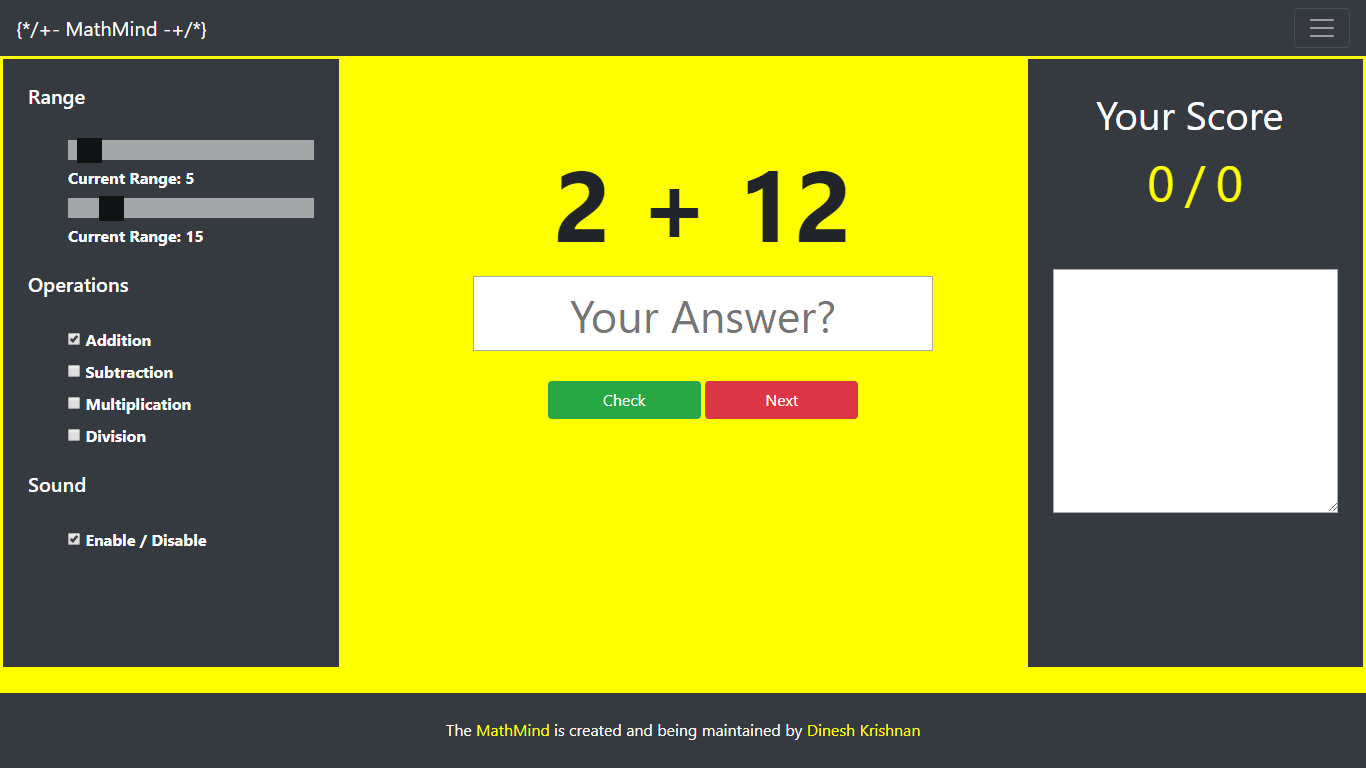 {*/+- MathMind -+/*}
Range
Current Range: 5
Current Range: 15
Operations
Addition
Subtraction
Multiplication
Division
Sound
Enable / Disable
2 + 12
Your Answer?
Check Next
Your Score
0 / 0
The MathMind is created and being maintained by Dinesh Krishnan